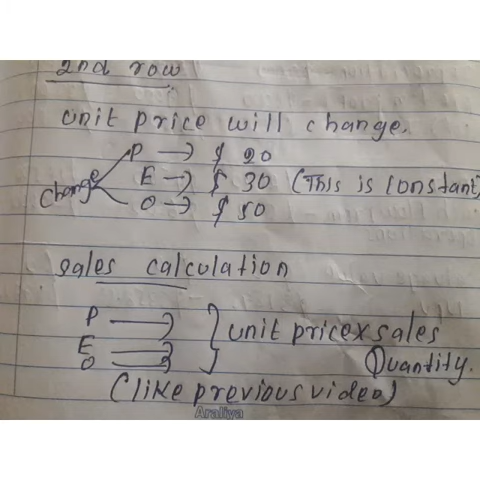 2nd row
unit price will change.
P → $ 20
change E → $ 30 (This is constant)
O → $ 50
sales calculation
P →
E → } unit price x sales
O → Quantity.
(like previous video)
Araliya